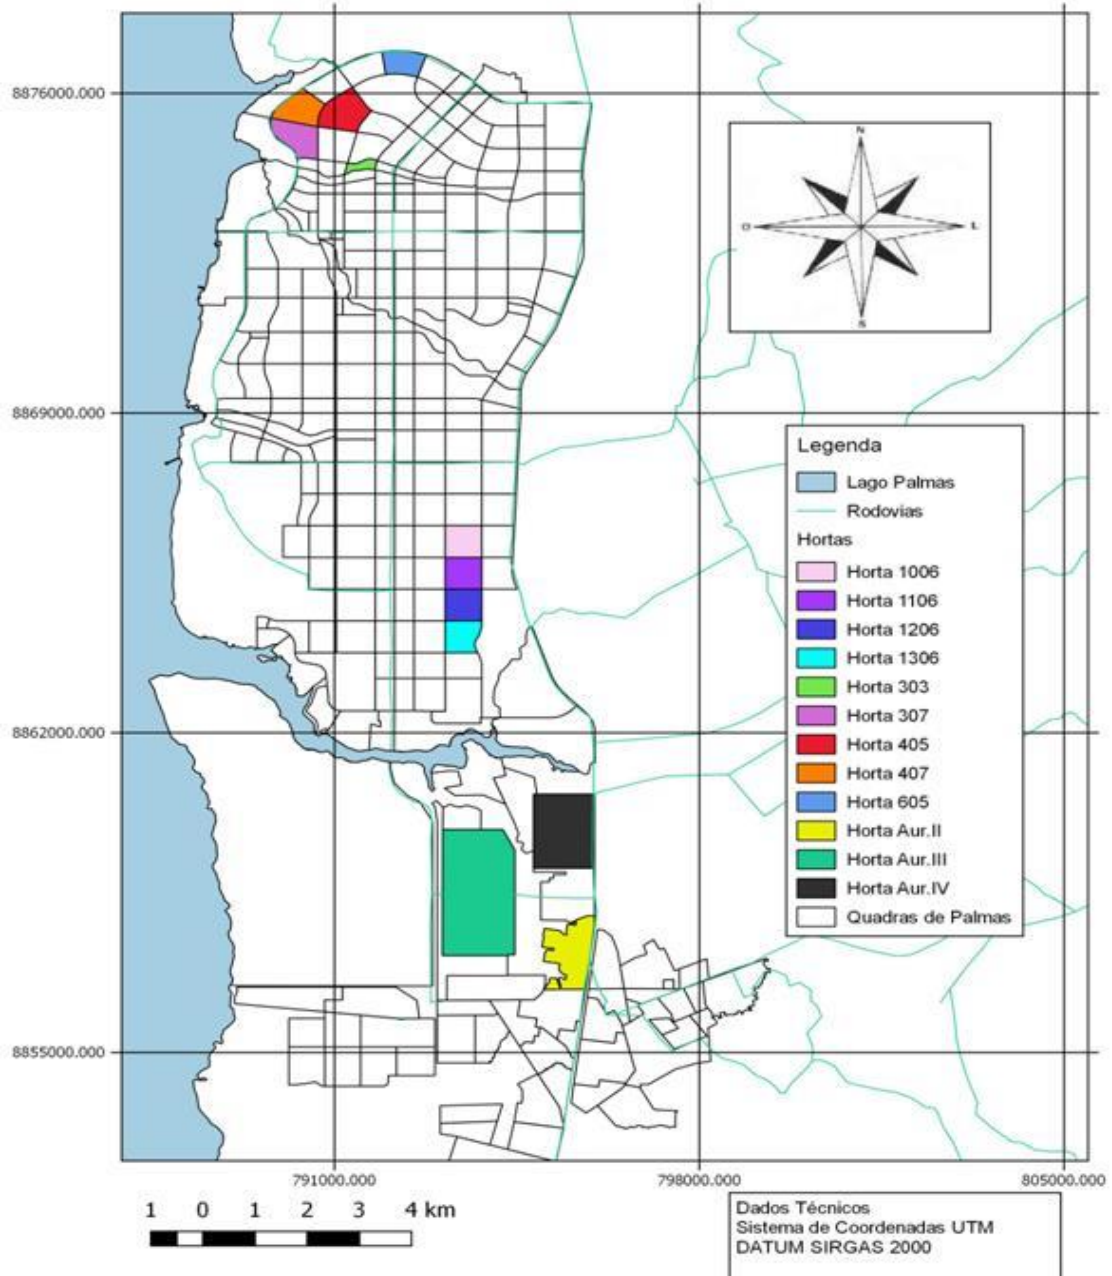 8876000.000
N
O
L
S
8869000.000
Legenda
Lago Palmas
Rodovias
Hortas
Horta 1006
Horta 1106
Horta 1206
Horta 1306
Horta 303
Horta 307
8862000.000
Horta 405
Horta 407
Horta 605
Horta Aur.II
Horta Aur.III
Horta Aur.IV
Quadras de Palmas
8855000.000
791000.000
798000.000
805000.000
1 0 1 2 3 4 km
Dados Técnicos
Sistema de Coordenadas UTM
DATUM SIRGAS 2000